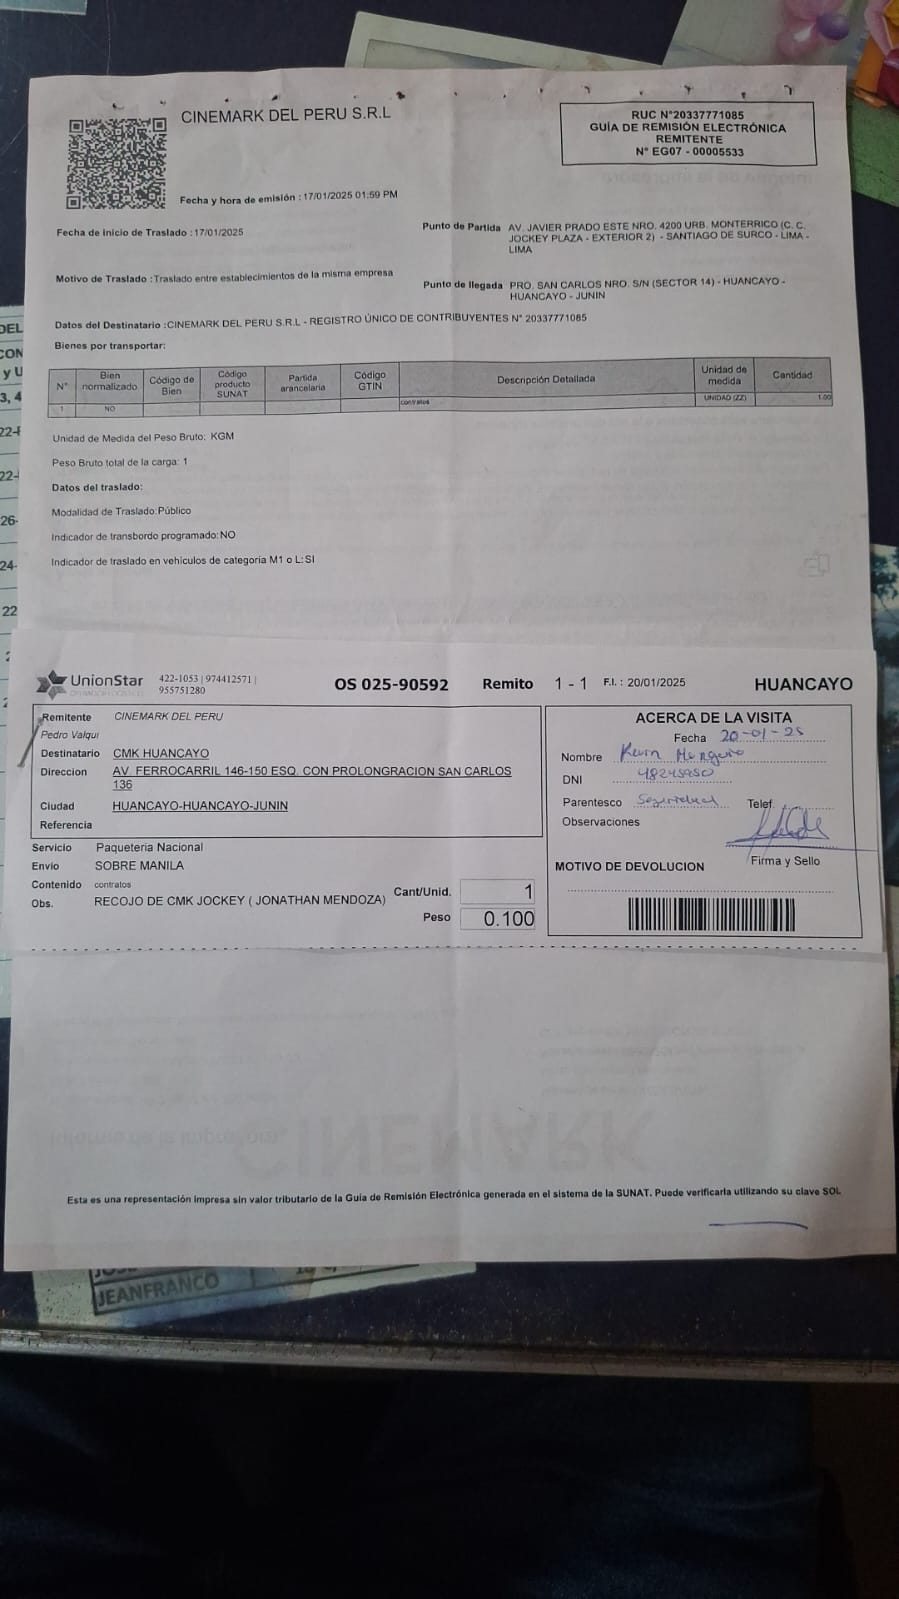 CINEMARK DEL PERU S.R.L
RUC N°20337771085
GUÍA DE REMISIÓN ELECTRÓNICA
REMITENTE
N° EG07 - 00005533
Fecha y hora de emisión : 17/01/2025 01:59 PM
Fecha de inicio de Traslado : 17/01/2025
Punto de Partida AV. JAVIER PRADO ESTE NRO. 4200 URB. MONTERRICO (C. C.
JOCKEY PLAZA - EXTERIOR 2) - SANTIAGO DE SURCO - LIMA -
LIMA
Motivo de Traslado : Traslado entre establecimientos de la misma empresa
Punto de llegada PRO. SAN CARLOS NRO. S/N (SECTOR 14) - HUANCAYO -
HUANCAYO - JUNIN
Datos del Destinatario : CINEMARK DEL PERU S.R.L - REGISTRO ÚNICO DE CONTRIBUYENTES N° 20337771085
Bienes por transportar:
N° Bien normalizado Código de Bien Código producto SUNAT Partida arancelaria Código GTIN Descripción Detallada Unidad de medida Cantidad
1 NO contratos UNIDAD (ZZ) 1.00
Unidad de Medida del Peso Bruto: KGM
Peso Bruto total de la carga: 1
Datos del traslado:
Modalidad de Traslado: Público
Indicador de transbordo programado: NO
Indicador de traslado en vehículos de categoría M1 o L: SI
UnionStar 422-1053 | 974412571 |
955751280
OS 025-90592 Remito 1 - 1 F.I. : 20/01/2025 HUANCAYO
Remitente CINEMARK DEL PERU
Pedro Valqui
Destinatario CMK HUANCAYO
Direccion AV. FERROCARRIL 146-150 ESQ. CON PROLONGRACION SAN CARLOS
136
Ciudad HUANCAYO-HUANCAYO-JUNIN
Referencia
Servicio Paqueteria Nacional
Envio SOBRE MANILA
Contenido contratos
Obs. RECOJO DE CMK JOCKEY ( JONATHAN MENDOZA)
Cant/Unid. 1
Peso 0.100
ACERCA DE LA VISITA
Fecha 20-01-25
Nombre Kevin
DNI
Parentesco Seguridad Telef.
Observaciones
Firma y Sello
MOTIVO DE DEVOLUCION
Esta es una representación impresa sin valor tributario de la Guía de Remisión Electrónica generada en el sistema de la SUNAT. Puede verificarla utilizando su clave SOL
JEANFRANCO